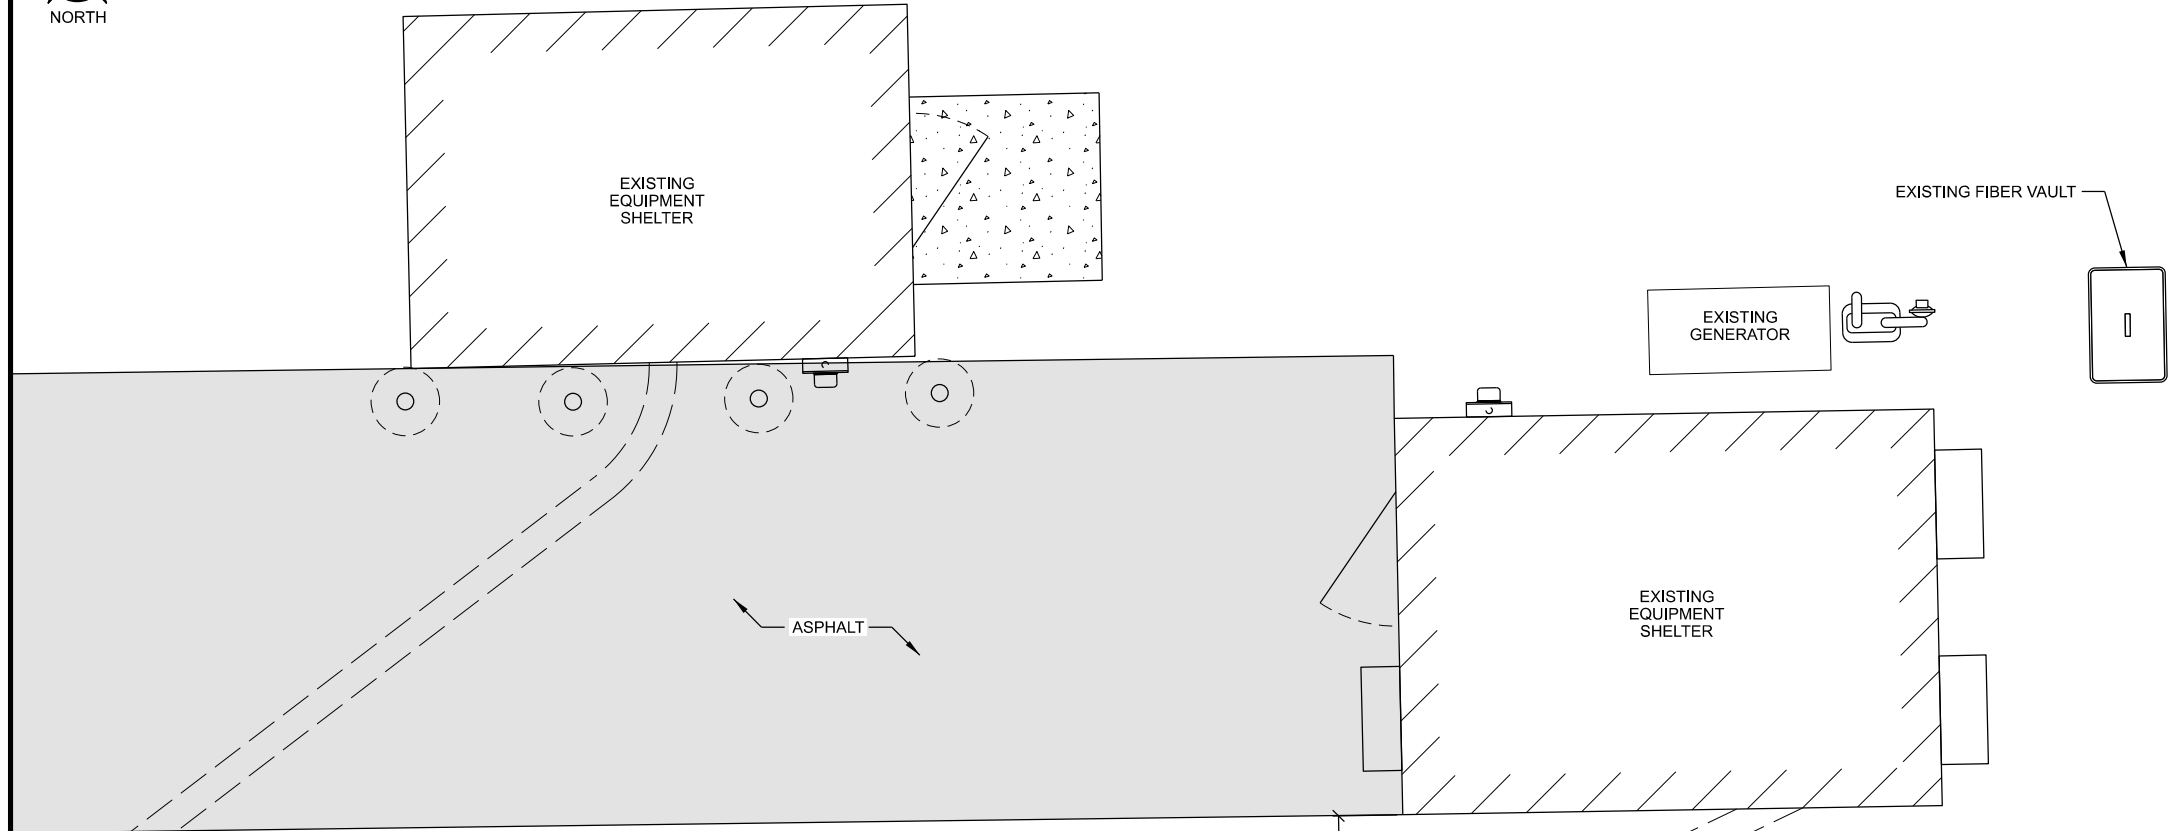 NORTH
EXISTING
EQUIPMENT
SHELTER
EXISTING FIBER VAULT
EXISTING
GENERATOR
EXISTING
EQUIPMENT
SHELTER
ASPHALT